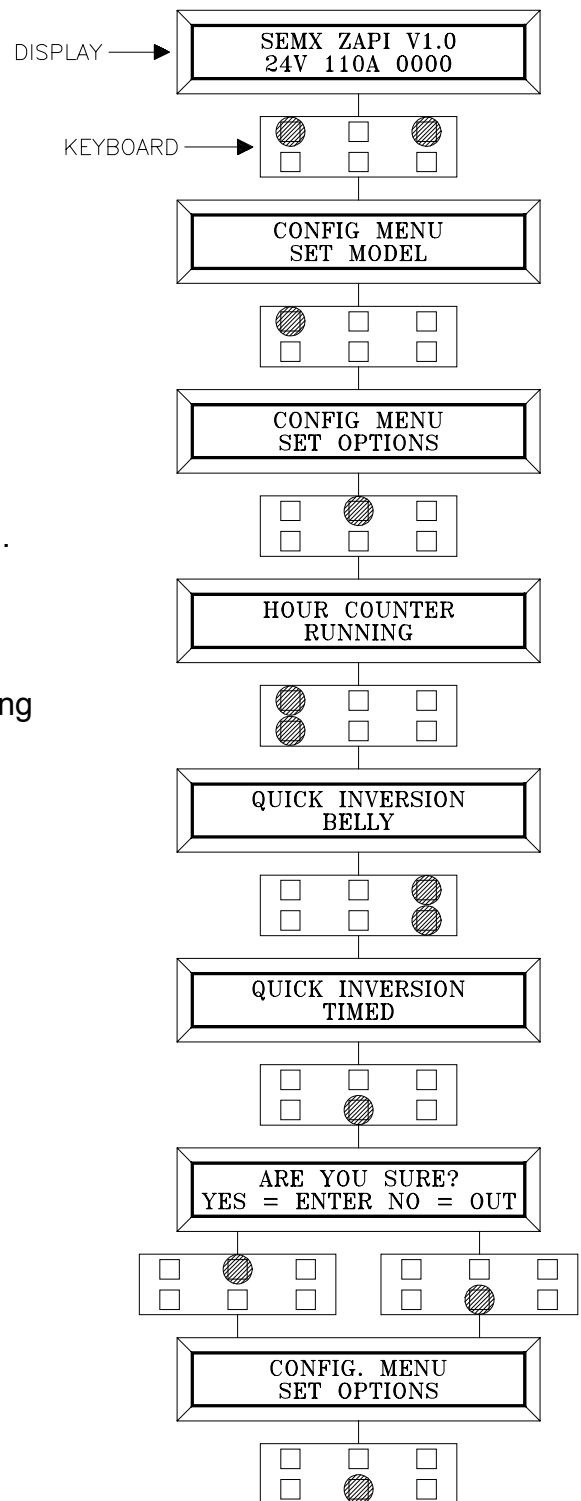 DISPLAY
SEMX ZAPI V1.0
24V 110A 0000
KEYBOARD
CONFIG MENU
SET MODEL
CONFIG MENU
SET OPTIONS
.
HOUR COUNTER
RUNNING
ng
QUICK INVERSION
BELLY
QUICK INVERSION
TIMED
ARE YOU SURE?
YES = ENTER NO = OUT
CONFIG. MENU
SET OPTIONS